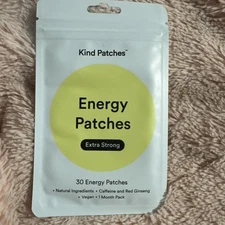 Kind Patches™
Energy
Patches
Extra Strong
30 Energy Patches
• Natural Ingredients • Caffeine and Red Ginseng
• Vegan • 1 Month Pack